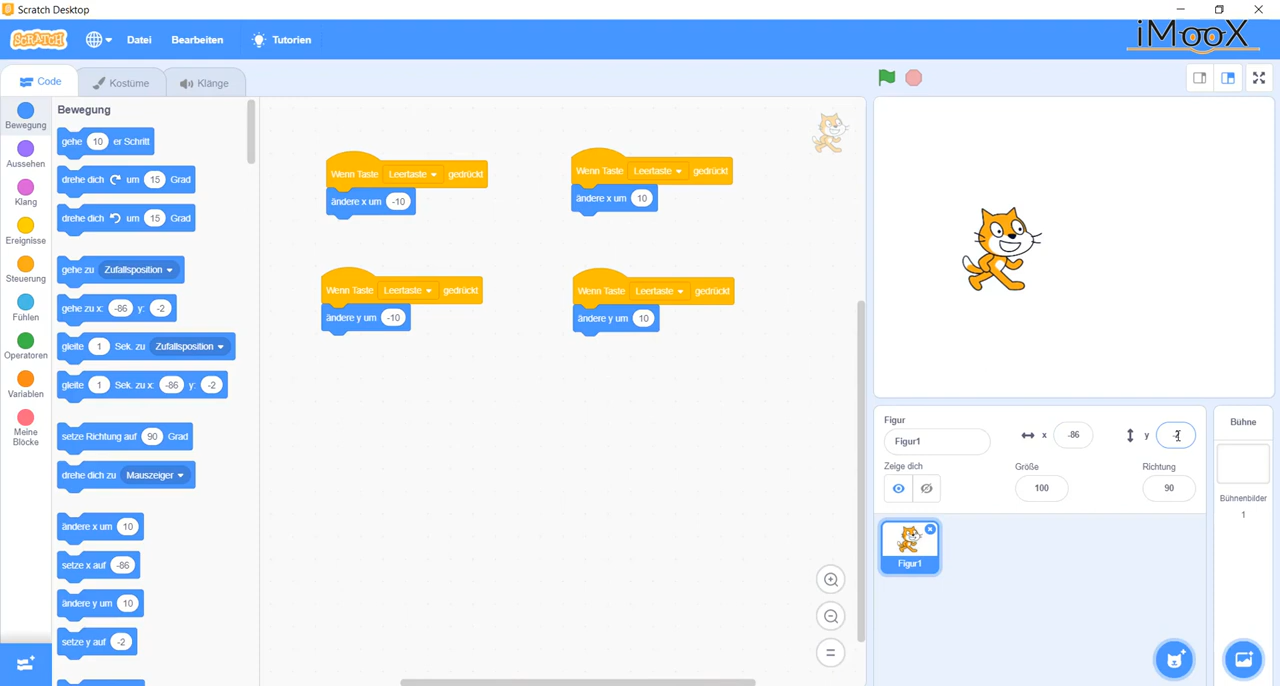 Scratch Desktop
SCRATCH Datei Bearbeiten Tutorien iMooX
Code Kostüme Klänge
Bewegung
Bewegung
Aussehen
Klang
Ereignisse
Steuerung
Fühlen
Operatoren
Variablen
Meine
Blöcke
gehe 10 er Schritt
drehe dich um 15 Grad
drehe dich um 15 Grad
gehe zu Zufallsposition
gehe zu x: -86 y: -2
gleite 1 Sek. zu Zufallsposition
gleite 1 Sek. zu x: -86 y: -2
setze Richtung auf 90 Grad
drehe dich zu Mauszeiger
ändere x um 10
setze x auf -86
ändere y um 10
setze y auf -2
Wenn Taste Leertaste gedrückt
ändere x um -10
Wenn Taste Leertaste gedrückt
ändere x um 10
Wenn Taste Leertaste gedrückt
ändere y um -10
Wenn Taste Leertaste gedrückt
ändere y um 10
Figur
Figur1 x -86 y -2
Zeige dich Größe Richtung
100 90
Figur1
Bühne
Bühnenbilder
1